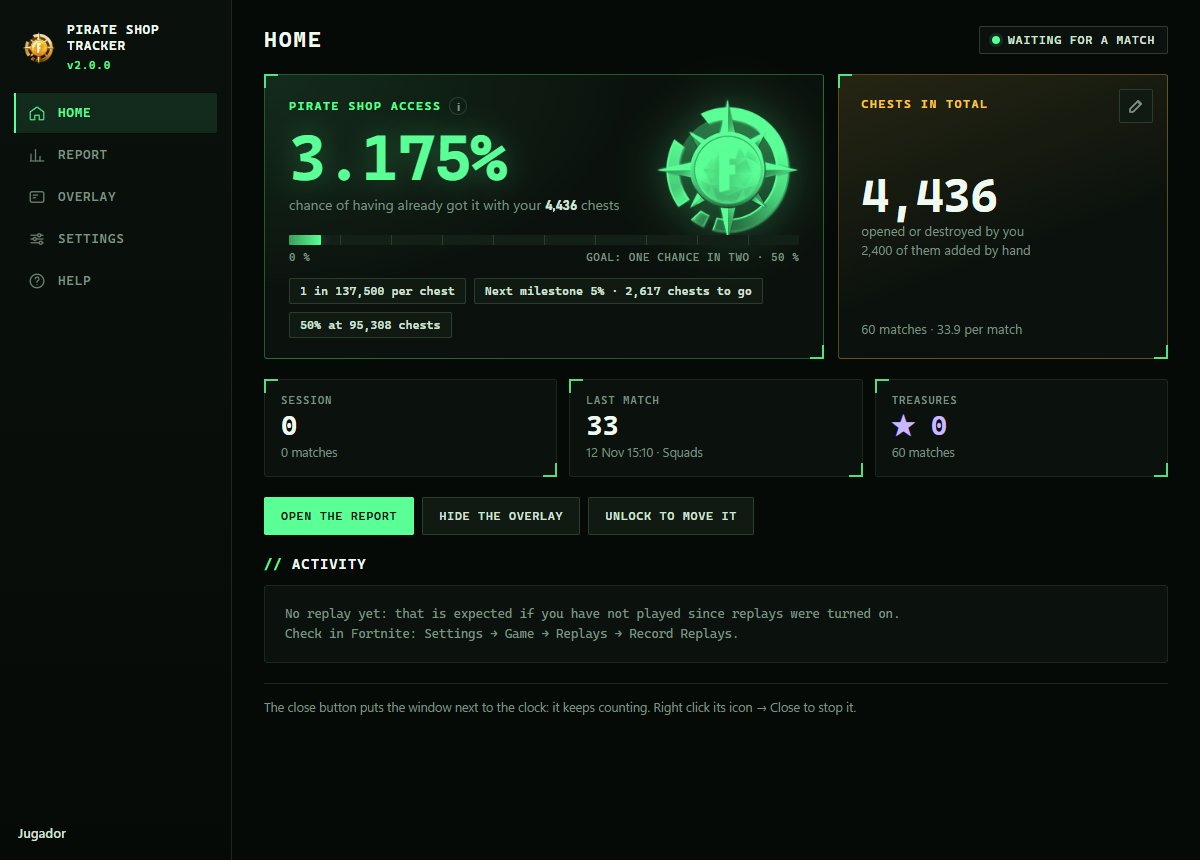 PIRATE SHOP
TRACKER
v2.0.0
HOME
REPORT
OVERLAY
SETTINGS
HELP
Jugador
HOME
WAITING FOR A MATCH
PIRATE SHOP ACCESS i
3.175%
chance of having already got it with your 4,436 chests
0 %
GOAL: ONE CHANCE IN TWO · 50 %
1 in 137,500 per chest
Next milestone 5% · 2,617 chests to go
50% at 95,308 chests
CHESTS IN TOTAL
4,436
opened or destroyed by you
2,400 of them added by hand
60 matches · 33.9 per match
SESSION
0
0 matches
LAST MATCH
33
12 Nov 15:10 · Squads
TREASURES
★ 0
60 matches
OPEN THE REPORT
HIDE THE OVERLAY
UNLOCK TO MOVE IT
// ACTIVITY
No replay yet: that is expected if you have not played since replays were turned on.
Check in Fortnite: Settings → Game → Replays → Record Replays.
The close button puts the window next to the clock: it keeps counting. Right click its icon → Close to stop it.